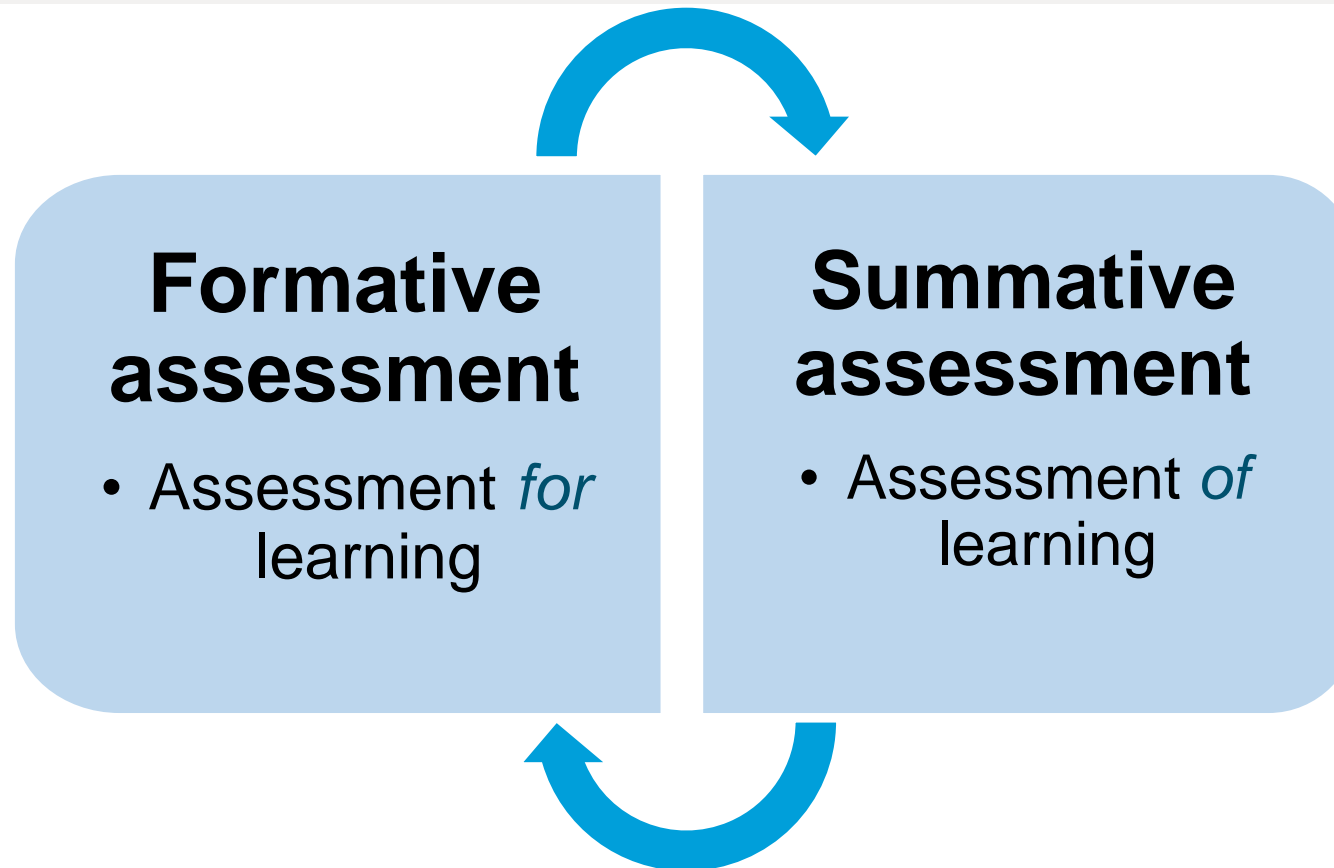 Formative
assessment
• Assessment for
learning
Summative
assessment
• Assessment of
learning